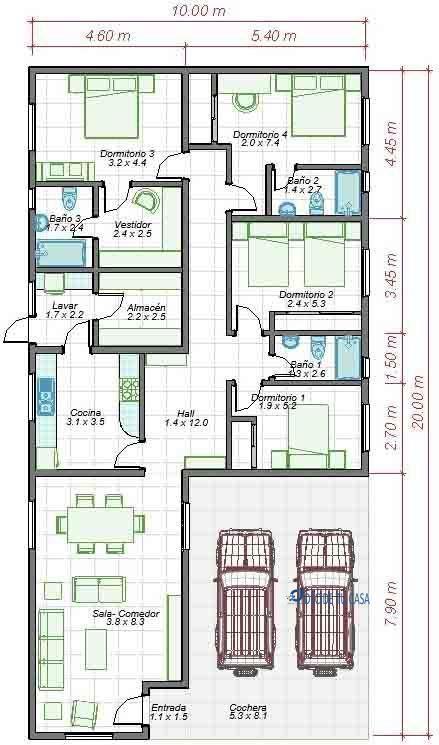 10.00 m
4.60 m
5.40 m
Dormitorio 4
2.0 x 7.4
Dormitorio 3
3.2 x 4.4
4.45 m
Baño 2
1.4 x 2.7
Baño 3
1.7 x 2.4
Vestidor
2.4 x 2.5
3.45 m
Dormitorio 2
2.4 x 5.3
Lavar
1.7 x 2.2
Almacén
2.2 x 2.5
1.50 m
Baño 1
1.3 x 2.6
20.00 m
Dormitorio 1
1.9 x 5.2
Cocina
3.1 x 3.5
Hall
1.4 x 12.0
2.70 m
7.90 m
Sala- Comedor
3.8 x 8.3
Entrada
1.1 x 1.5
Cochera
5.3 x 8.1